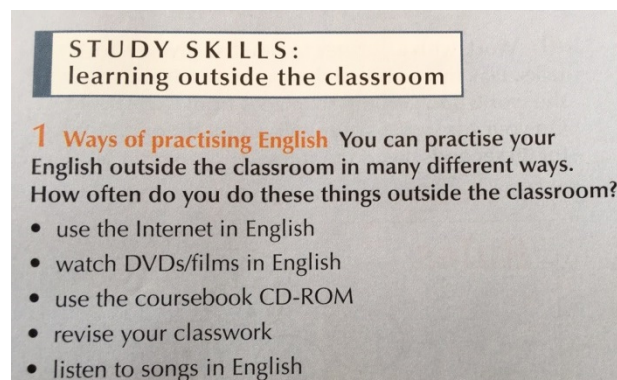 STUDY SKILLS:
learning outside the classroom
1 Ways of practising English You can practise your
English outside the classroom in many different ways.
How often do you do these things outside the classroom?
• use the Internet in English
• watch DVDs/films in English
• use the coursebook CD-ROM
• revise your classwork
• listen to songs in English